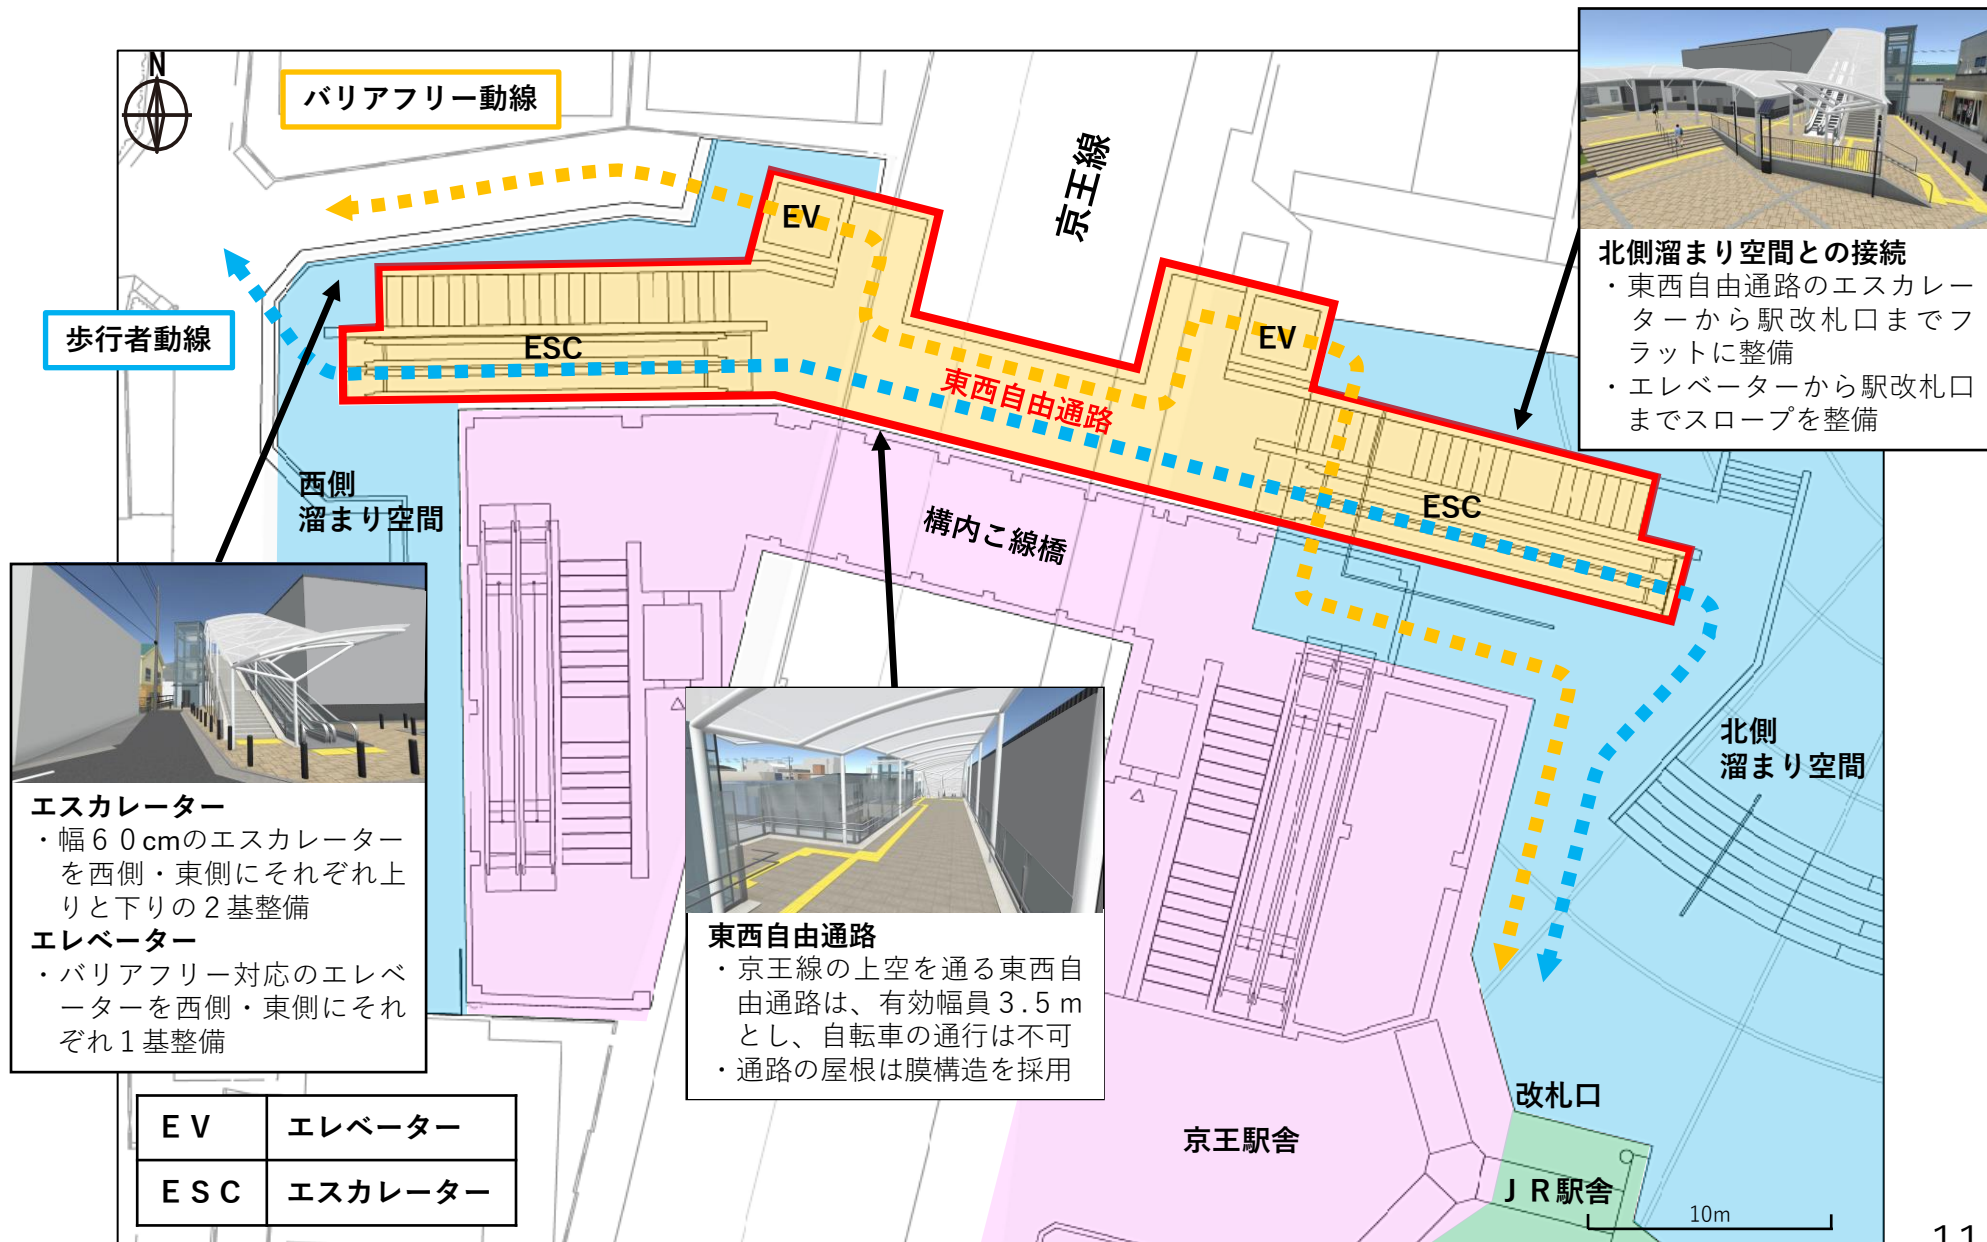 N
バリアフリー動線
歩行者動線
京王線
EV
ESC
東西自由通路
EV
ESC
構内こ線橋
西側
溜まり空間
北側
溜まり空間
京王駅舎
改札口
ＪＲ駅舎
10m
北側溜まり空間との接続
・東西自由通路のエスカレー
ターから駅改札口までフ
ラットに整備
・エレベーターから駅改札口
までスロープを整備
エスカレーター
・幅６０cmのエスカレーター
を西側・東側にそれぞれ上
りと下りの２基整備
エレベーター
・バリアフリー対応のエレベ
ーターを西側・東側にそれ
ぞれ１基整備
東西自由通路
・京王線の上空を通る東西自
由通路は、有効幅員３.５ｍ
とし、自転車の通行は不可
・通路の屋根は膜構造を採用
ＥＶ エレベーター
ＥＳＣ エスカレーター
11